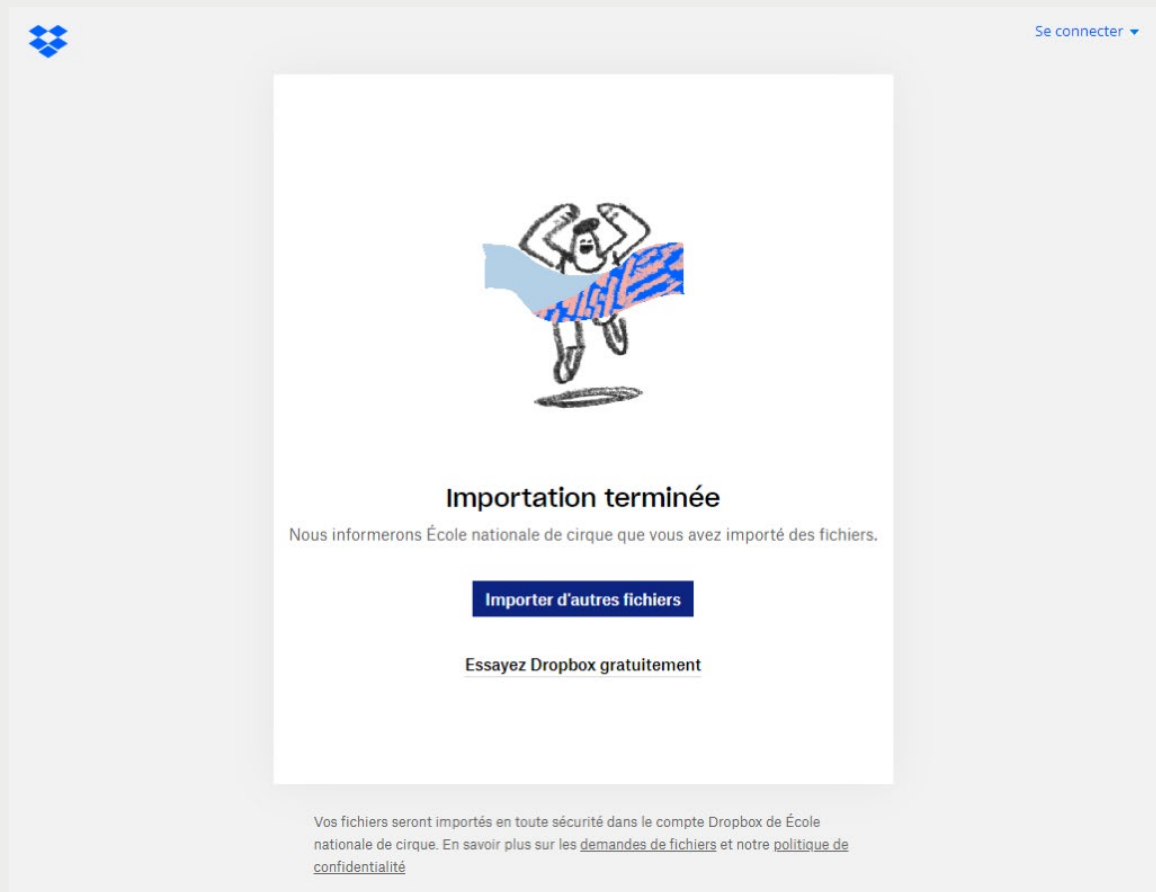 Se connecter
Importation terminée
Nous informerons École nationale de cirque que vous avez importé des fichiers.
Importer d'autres fichiers
Essayez Dropbox gratuitement
Vos fichiers seront importés en toute sécurité dans le compte Dropbox de École
nationale de cirque. En savoir plus sur les demandes de fichiers et notre politique de
confidentialité